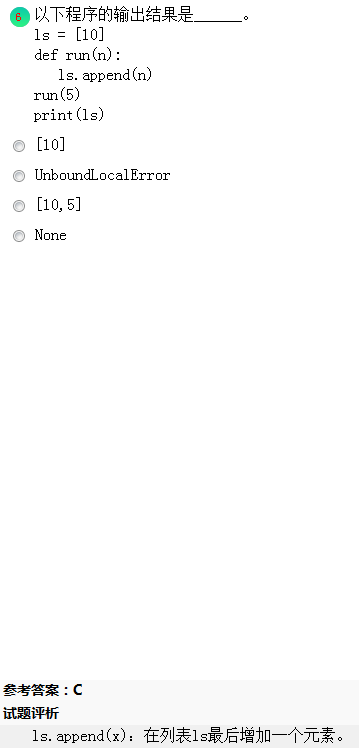 6 以下程序的输出结果是______。
ls = [10]
def run(n):
   ls.append(n)
run(5)
print(ls)
[10]
UnboundLocalError
[10,5]
None
参考答案：C
试题评析
ls.append(x)：在列表ls最后增加一个元素。